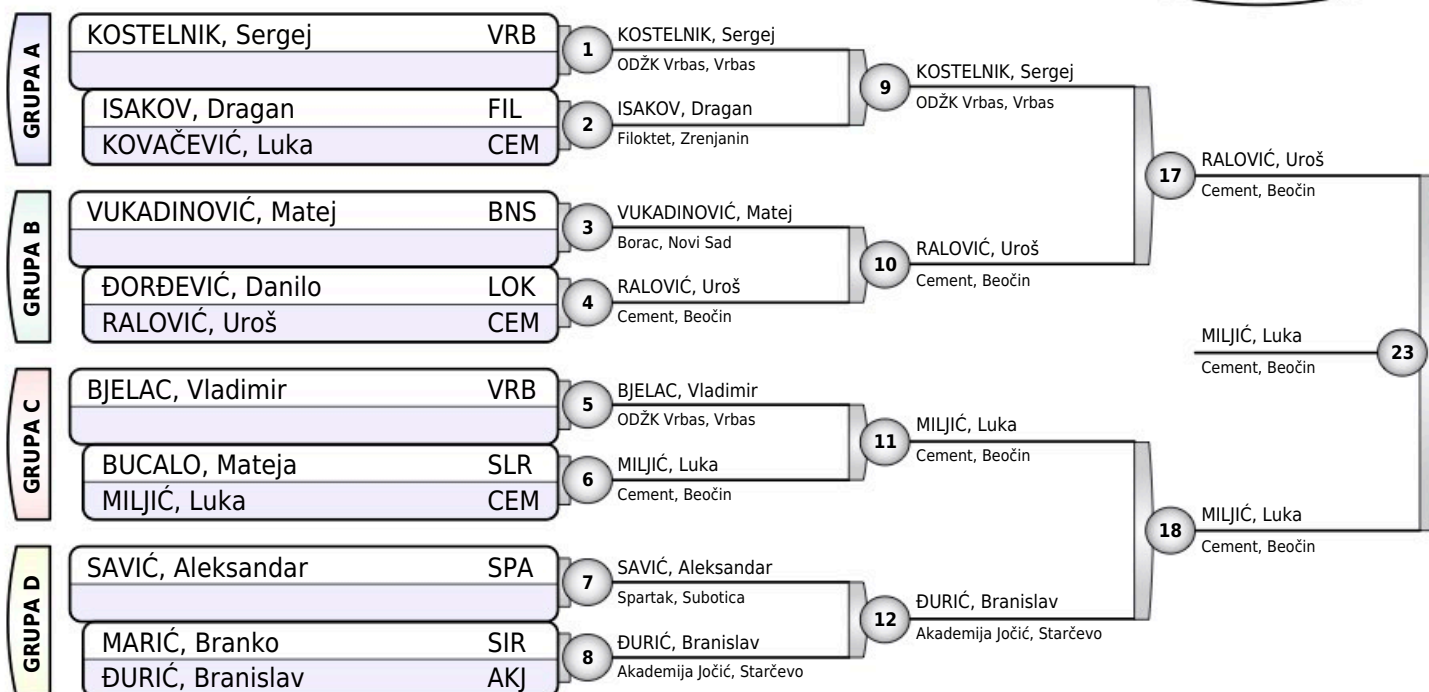 GRUPA A
KOSTELNIK, Sergej VRB
ISAKOV, Dragan FIL
KOVAČEVIĆ, Luka CEM
GRUPA B
VUKADINOVIĆ, Matej BNS
ĐORĐEVIĆ, Danilo LOK
RALOVIĆ, Uroš CEM
GRUPA C
BJELAC, Vladimir VRB
BUCALO, Mateja SLR
MILJIĆ, Luka CEM
GRUPA D
SAVIĆ, Aleksandar SPA
MARIĆ, Branko SIR
ĐURIĆ, Branislav AKJ
1
KOSTELNIK, Sergej
ODŽK Vrbas, Vrbas
2
ISAKOV, Dragan
Filoktet, Zrenjanin
3
VUKADINOVIĆ, Matej
Borac, Novi Sad
4
RALOVIĆ, Uroš
Cement, Beočin
5
BJELAC, Vladimir
ODŽK Vrbas, Vrbas
6
MILJIĆ, Luka
Cement, Beočin
7
SAVIĆ, Aleksandar
Spartak, Subotica
8
ĐURIĆ, Branislav
Akademija Jočić, Starčevo
9
KOSTELNIK, Sergej
ODŽK Vrbas, Vrbas
10
RALOVIĆ, Uroš
Cement, Beočin
11
MILJIĆ, Luka
Cement, Beočin
12
ĐURIĆ, Branislav
Akademija Jočić, Starčevo
17
RALOVIĆ, Uroš
Cement, Beočin
18
MILJIĆ, Luka
Cement, Beočin
MILJIĆ, Luka
Cement, Beočin
23